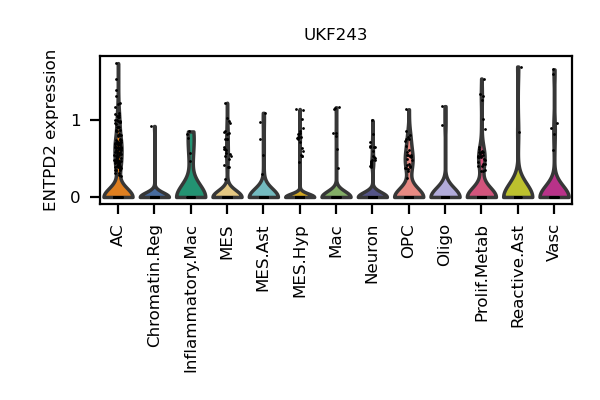 UKF243
ENTPD2 expression
1
0
AC
Chromatin.Reg
Inflammatory.Mac
MES
MES.Ast
MES.Hyp
Mac
Neuron
OPC
Oligo
Prolif.Metab
Reactive.Ast
Vasc